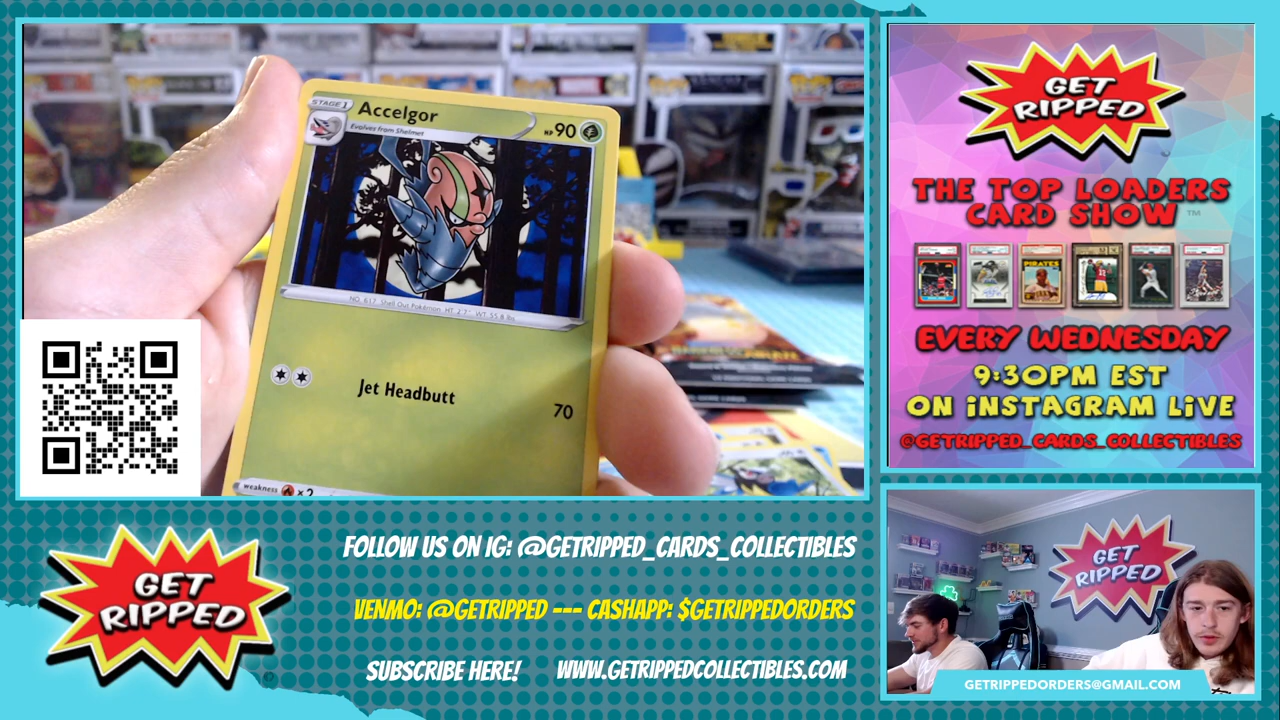 STAGE 1 Accelgor HP 90
Evolves from Shelmet
NO. 617 Shell Out Pokémon HT: 2'7" WT: 55.8 lbs.
Jet Headbutt 70
weakness ×2
GET
RIPPED
THE TOP LOADERS
CARD SHOW ™
PIRATES
EVERY WEDNESDAY
9:30PM EST
ON INSTAGRAM LIVE
@GETRIPPED_CARDS_COLLECTIBLES
GET
RIPPED
FOLLOW US ON IG: @GETRIPPED_CARDS_COLLECTIBLES
VENMO: @GETRIPPED --- CASHAPP: $GETRIPPEDORDERS
SUBSCRIBE HERE! WWW.GETRIPPEDCOLLECTIBLES.COM
GET
RIPPED
GETRIPPEDORDERS@GMAIL.COM